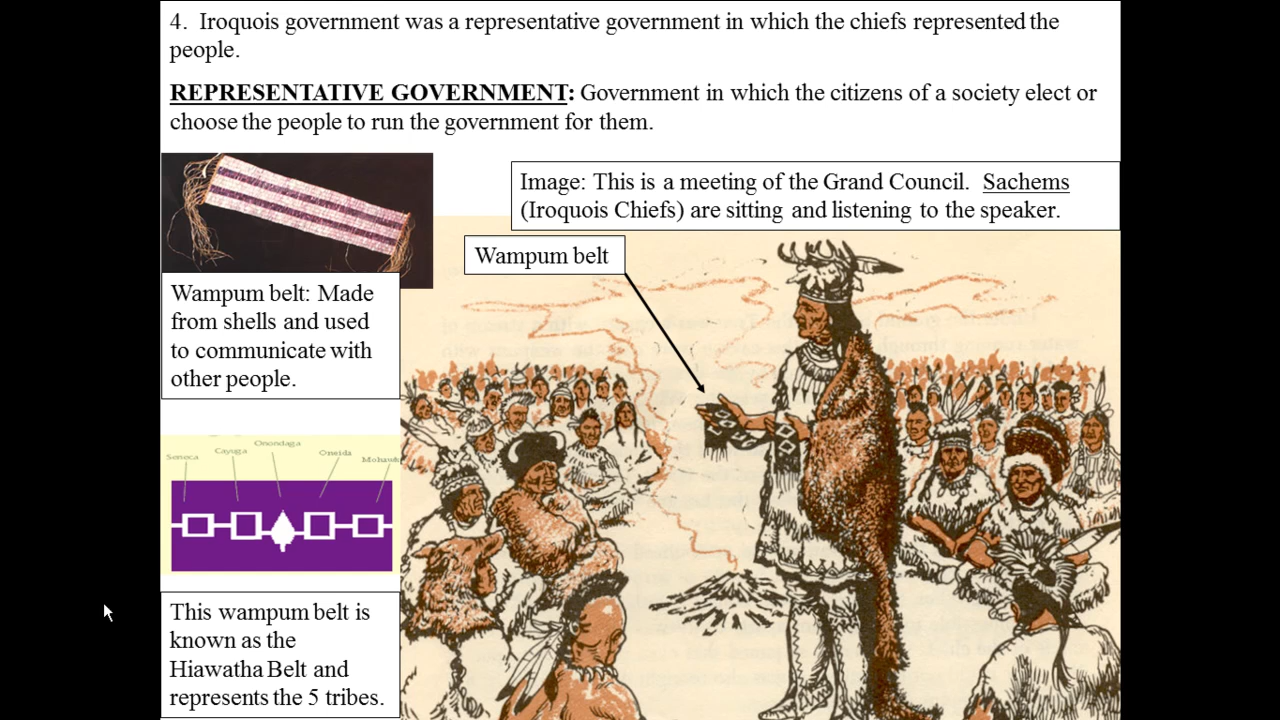 4. Iroquois government was a representative government in which the chiefs represented the
people.
REPRESENTATIVE GOVERNMENT: Government in which the citizens of a society elect or
choose the people to run the government for them.
Image: This is a meeting of the Grand Council. Sachems
(Iroquois Chiefs) are sitting and listening to the speaker.
Wampum belt
Wampum belt: Made
from shells and used
to communicate with
other people.
Seneca Cayoga Onondaga Oneida Mohawk
This wampum belt is
known as the
Hiawatha Belt and
represents the 5 tribes.